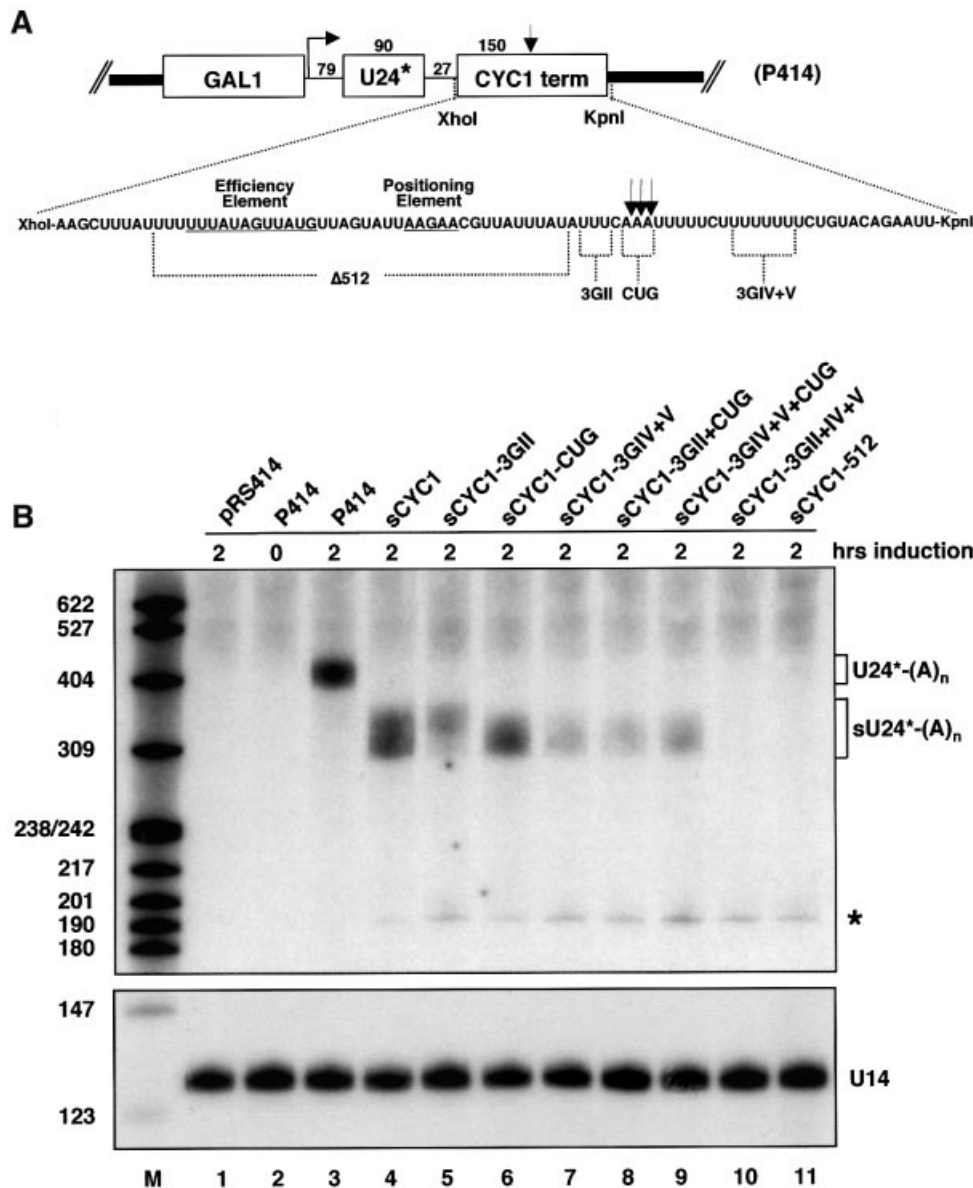 A
GAL1 79 90 U24* 27 150 CYC1 term (P414)
XhoI KpnI
Efficiency Element Positioning Element
XhoI-AAGCUUUAUUUUUUUAUAGUUAUGUUAGUAUUAAGAACGUUAUUUAUAUUUCAAAUUUUUCUUUUUUUUCUGUACAGAAUU-KpnI
Δ512 3GII CUG 3GIV+V
B
pRS414 P414 P414 sCYC1 sCYC1-3GII sCYC1-CUG sCYC1-3GIV+V sCYC1-3GII+CUG sCYC1-3GIV+V+CUG sCYC1-3GII+IV+V sCYC1-512
2 0 2 2 2 2 2 2 2 2 2 hrs induction
622
527
404
309
238/242
217
201
190
180
U24*-(A)n
sU24*-(A)n
*
147
123
U14
M 1 2 3 4 5 6 7 8 9 10 11